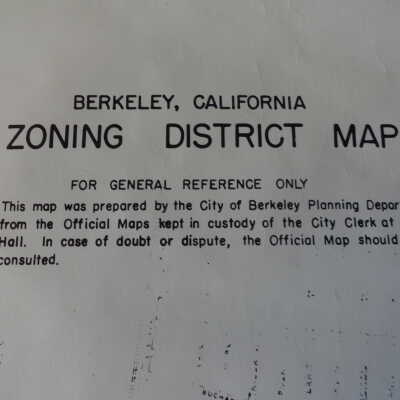 BERKELEY, CALIFORNIA
ZONING DISTRICT MAP
FOR GENERAL REFERENCE ONLY
This map was prepared by the City of Berkeley Planning Depar
from the Official Maps kept in custody of the City Clerk at
Hall. In case of doubt or dispute, the Official Map should
consulted.